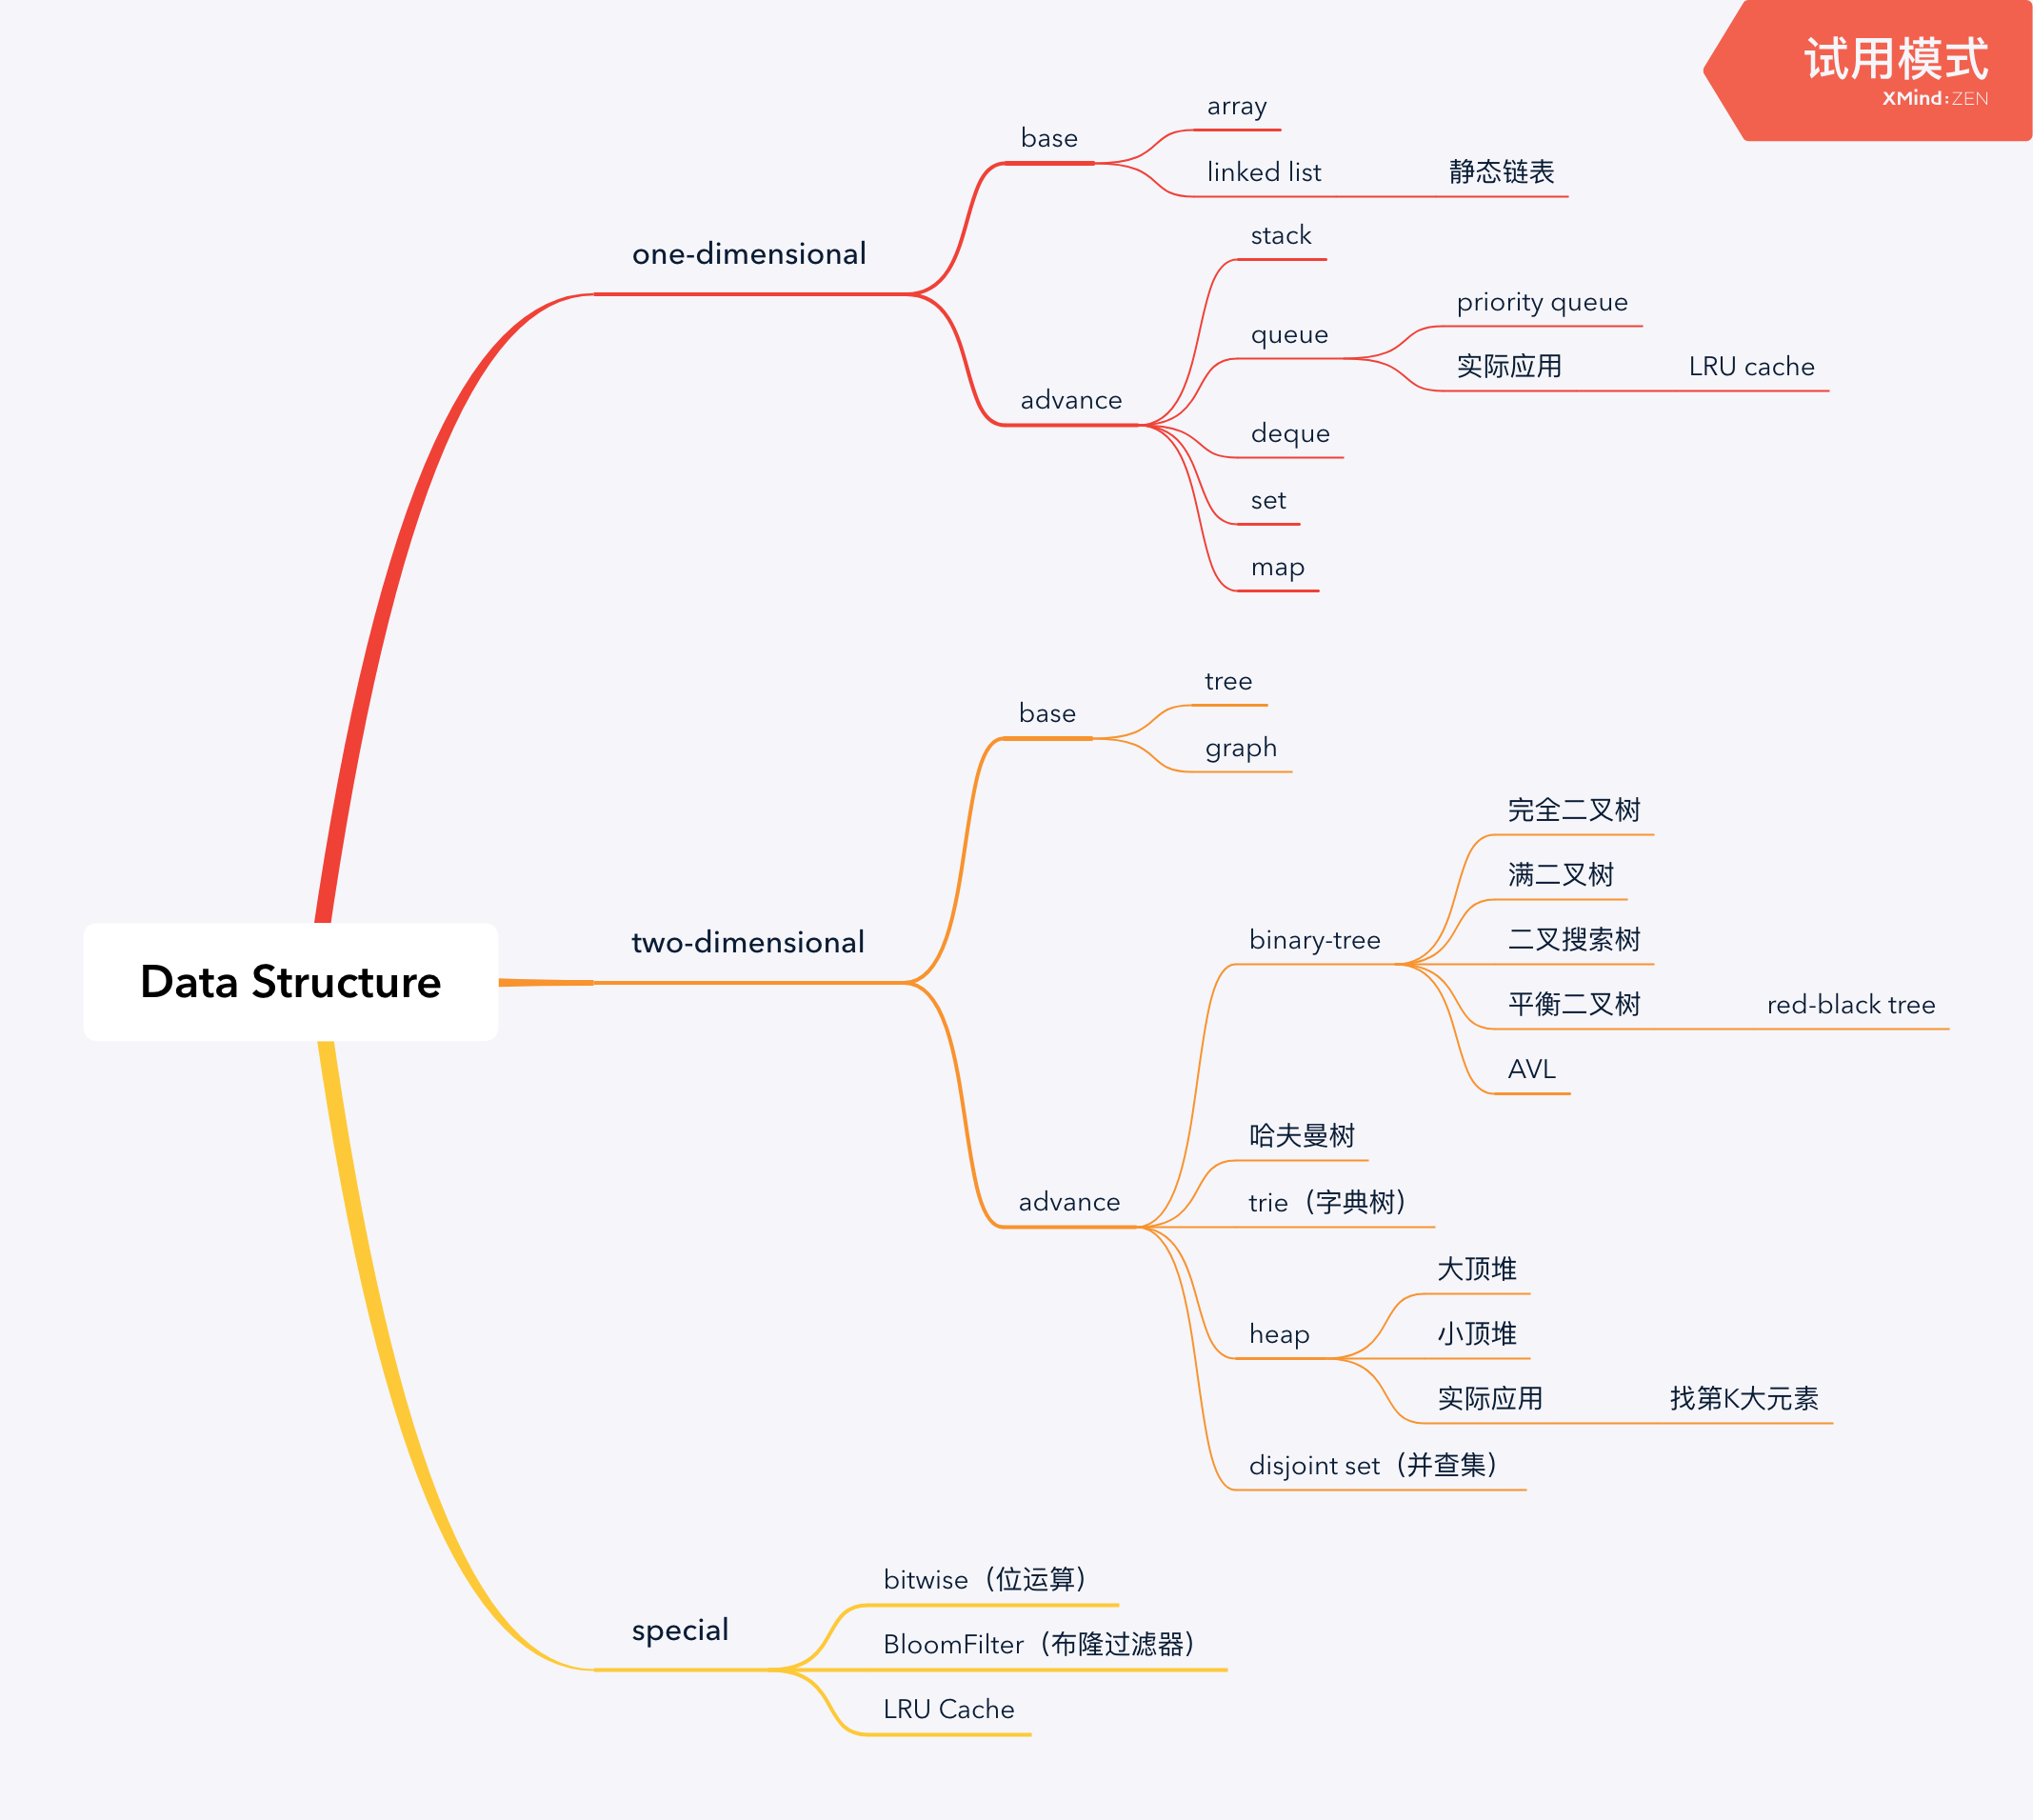 试用模式
XMind:ZEN
Data Structure
one-dimensional
base
array
linked list
静态链表
advance
stack
queue
priority queue
实际应用
LRU cache
deque
set
map
two-dimensional
base
tree
graph
advance
binary-tree
完全二叉树
满二叉树
二叉搜索树
平衡二叉树
red-black tree
AVL
哈夫曼树
trie（字典树）
heap
大顶堆
小顶堆
实际应用
找第K大元素
disjoint set（并查集）
special
bitwise（位运算）
BloomFilter（布隆过滤器）
LRU Cache